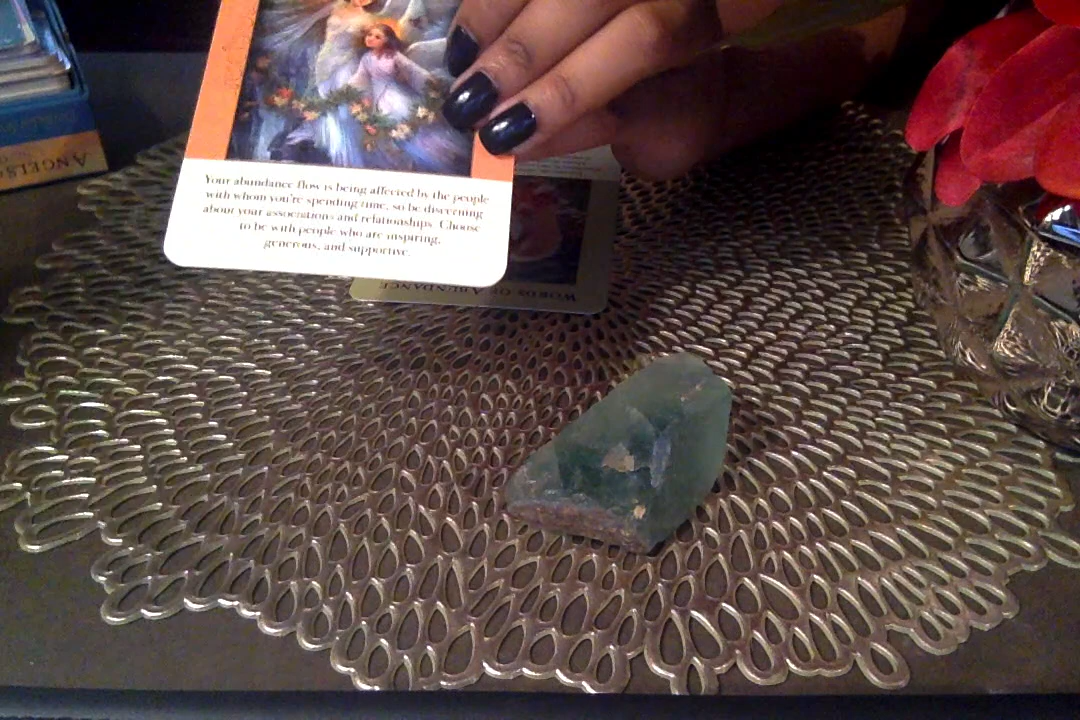 Your abundance flow is being affected by the people
with whom you're spending time, so be discerning
about your associations and relationships. Choose
to be with people who are inspiring,
generous, and supportive.
WORDS OF ABUNDANCE
ANGELS